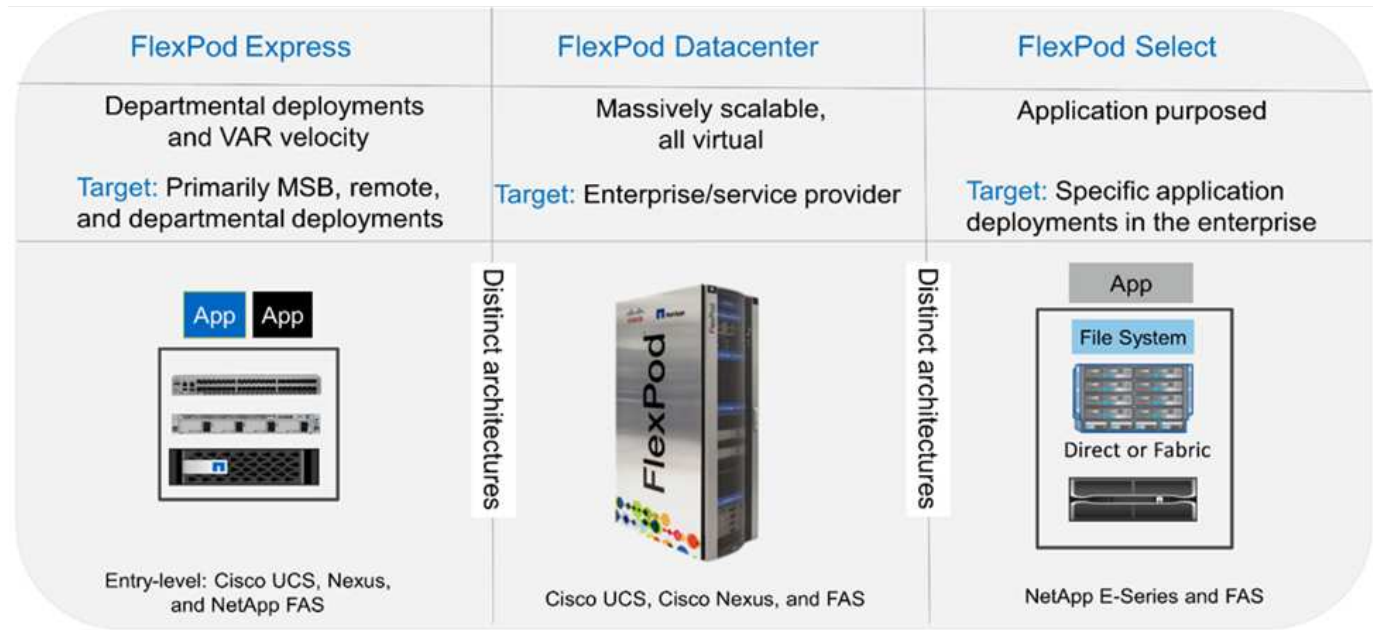 FlexPod Express
FlexPod Datacenter
FlexPod Select
Departmental deployments
and VAR velocity
Massively scalable,
all virtual
Application purposed
Target: Primarily MSB, remote,
and departmental deployments
Target: Enterprise/service provider
Target: Specific application
deployments in the enterprise
App
App
Distinct architectures
CISCO
NetApp
FlexPod
FlexPod
Distinct architectures
App
File System
Direct or Fabric
Entry-level: Cisco UCS, Nexus,
and NetApp FAS
Cisco UCS, Cisco Nexus, and FAS
NetApp E-Series and FAS